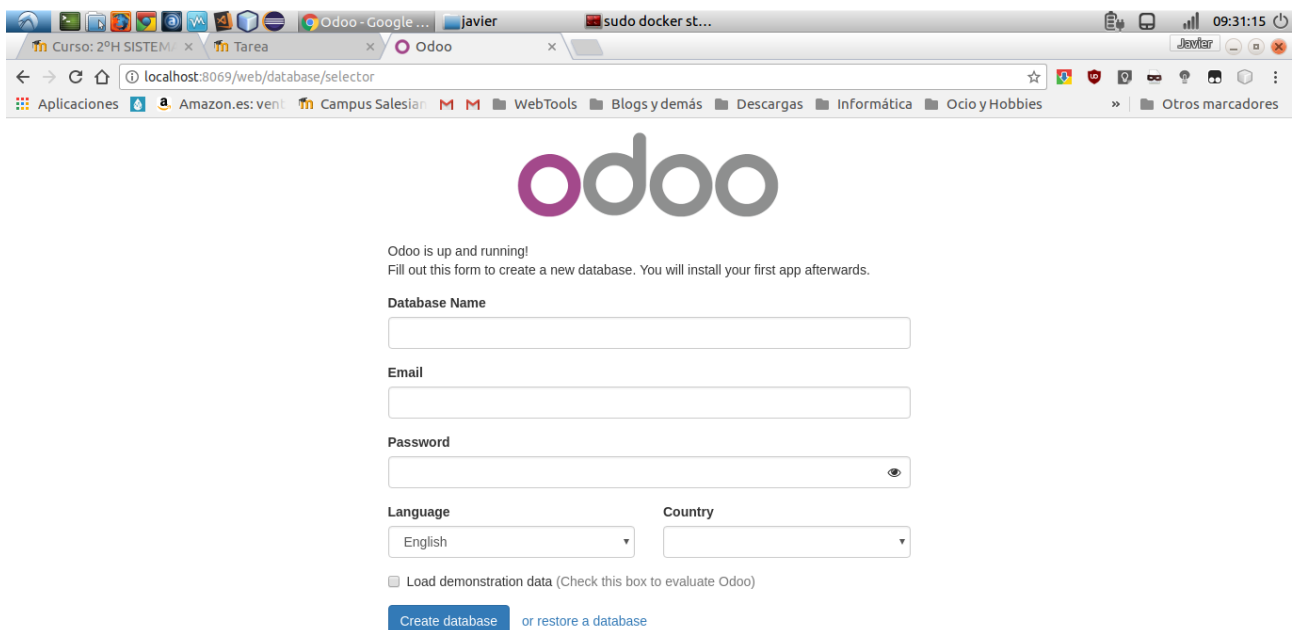 Odoo - Google ... javier sudo docker st... 09:31:15
Curso: 2ºH SISTEMA Tarea Odoo Javier
localhost:8069/web/database/selector
Aplicaciones Amazon.es: vent Campus Salesian WebTools Blogs y demás Descargas Informática Ocio y Hobbies » Otros marcadores
odoo
Odoo is up and running!
Fill out this form to create a new database. You will install your first app afterwards.
Database Name
Email
Password
Language Country
English
Load demonstration data (Check this box to evaluate Odoo)
Create database or restore a database